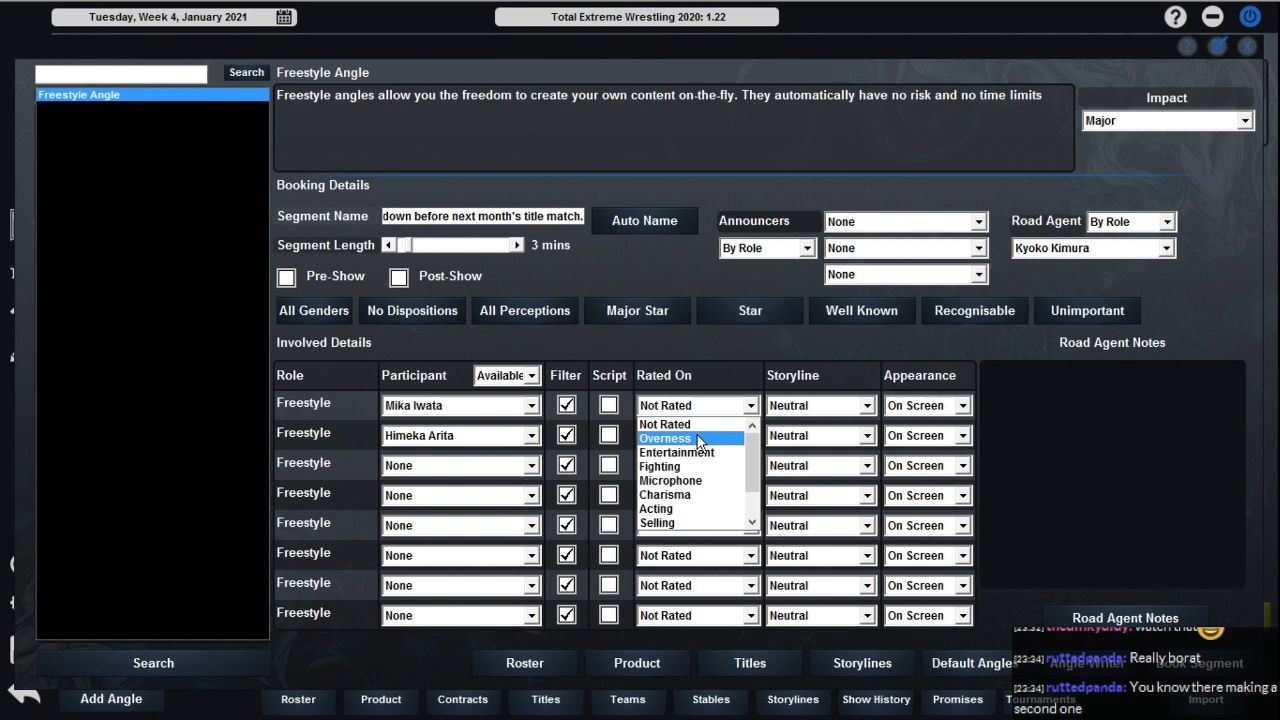 Tuesday, Week 4, January 2021
Total Extreme Wrestling 2020: 1.22
?
?
X
Search
Freestyle Angle
Freestyle Angle
Freestyle angles allow you the freedom to create your own content on-the-fly. They automatically have no risk and no time limits
Impact
Major
Booking Details
Segment Name down before next month's title match. Auto Name Announcers None Road Agent By Role
Segment Length 3 mins By Role None Kyoko Kimura
Pre-Show Post-Show None
All Genders No Dispositions All Perceptions Major Star Star Well Known Recognisable Unimportant
Involved Details Road Agent Notes
Role Participant Available Filter Script Rated On Storyline Appearance
Freestyle Mika Iwata Not Rated Neutral On Screen
Not Rated
Freestyle Himeka Arita Overness Neutral On Screen
Entertainment
Freestyle None Fighting Neutral On Screen
Microphone
Freestyle None Charisma Neutral On Screen
Acting
Freestyle None Selling Neutral On Screen
Freestyle None Not Rated Neutral On Screen
Freestyle None Not Rated Neutral On Screen
Freestyle None Not Rated Neutral On Screen
Road Agent Notes
[23:34] ruttedpanda: Really borat
Search Roster Product Titles Storylines Default Angle Angle Writer Book Segment
[23:34] ruttedpanda: You know there making a second one
Add Angle Roster Product Contracts Titles Teams Stables Storylines Show History Promises Tournaments Import